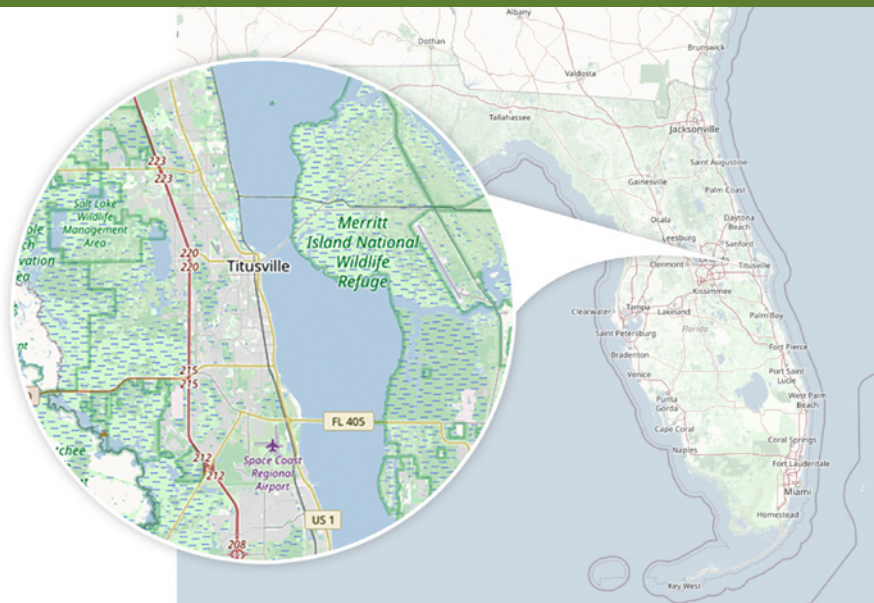 Albany
Dothan
Brunswick
Valdosta
Tallahassee
Jacksonville
Saint Augustine
Gainesville
Palm Coast
Ocala
Daytona
Beach
Leesburg
Sanford
Clermont
Titusville
Kissimmee
Tampa
Lakeland
Clearwater
Palm Bay
Saint Petersburg
Florida
Bradenton
Fort Pierce
Venice
Port Saint
Lucie
Punta
Gorda
West Palm
Beach
Cape Coral
Coral Springs
Naples
Fort Lauderdale
Miami
Homestead
Key West
223
223
Salt Lake
Wildlife
Management
Area
Merritt
Island National
Wildlife
Refuge
220
220
Titusville
215
215
FL 405
212
212
Space Coast
Regional
Airport
US 1
208